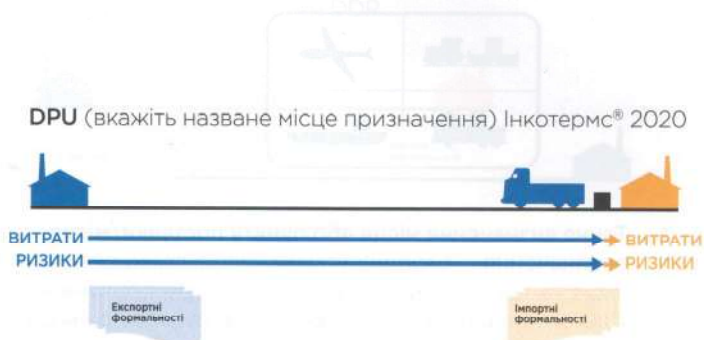 DPU (вкажіть назване місце призначення) Інкотермс® 2020
ВИТРАТИ ВИТРАТИ
РИЗИКИ РИЗИКИ
Експортні
формальності
Імпортні
формальності